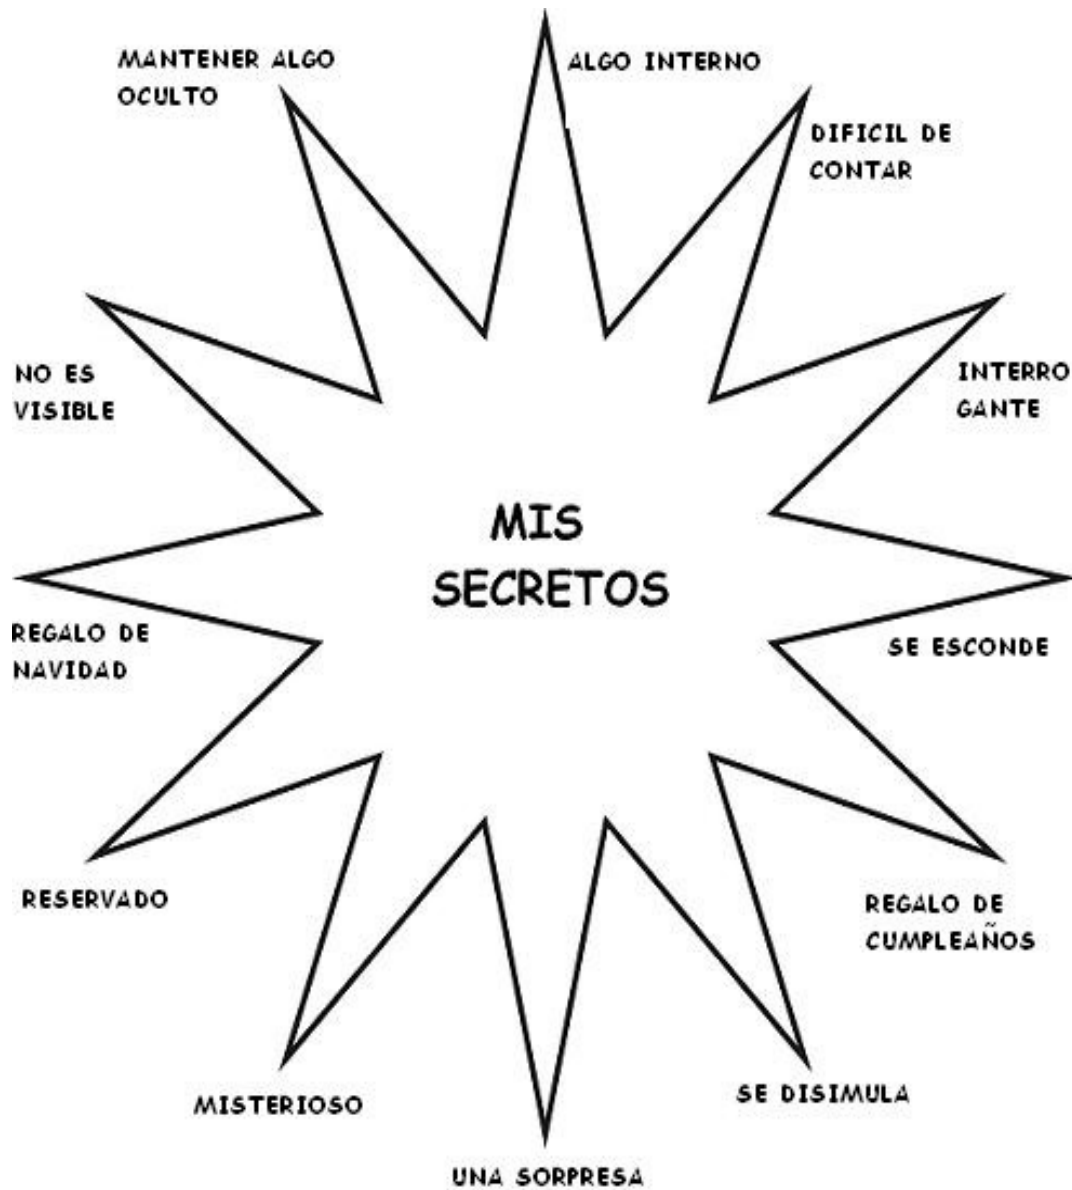 MANTENER ALGO
OCULTO
ALGO INTERNO
DIFICIL DE
CONTAR
NO ES
VISIBLE
INTERRO
GANTE
MIS
SECRETOS
REGALO DE
NAVIDAD
SE ESCONDE
RESERVADO
REGALO DE
CUMPLEAÑOS
MISTERIOSO
SE DISIMULA
UNA SORPRESA